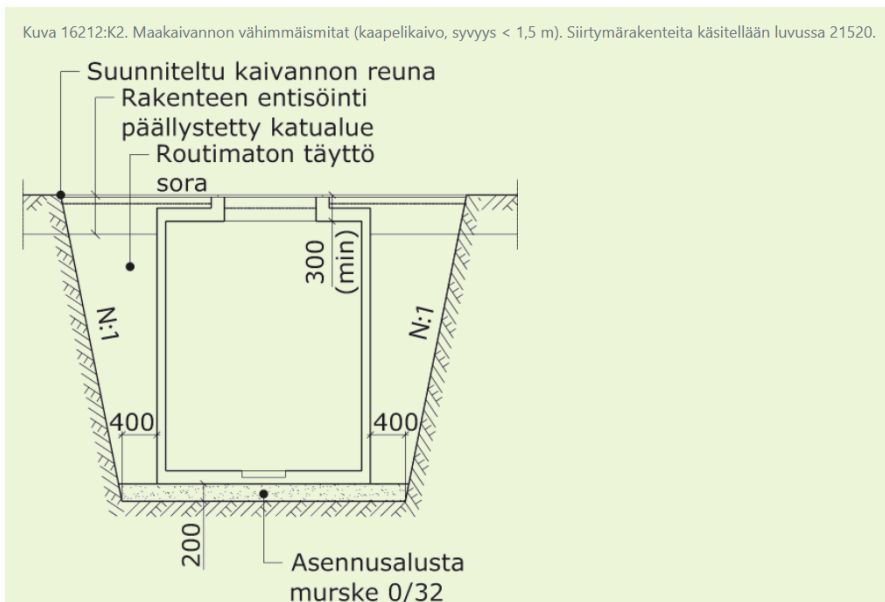 Kuva 16212:K2. Maakaivannon vähimmäismitat (kaapelikaivo, syvyys < 1,5 m). Siirtymärakenteita käsitellään luvussa 21520.
Suunniteltu kaivannon reuna
Rakenteen entisöinti
päällystetty katualue
Routimaton täyttö
sora
300
(min)
N:1
N:1
400
400
200
Asennusalusta
murske 0/32